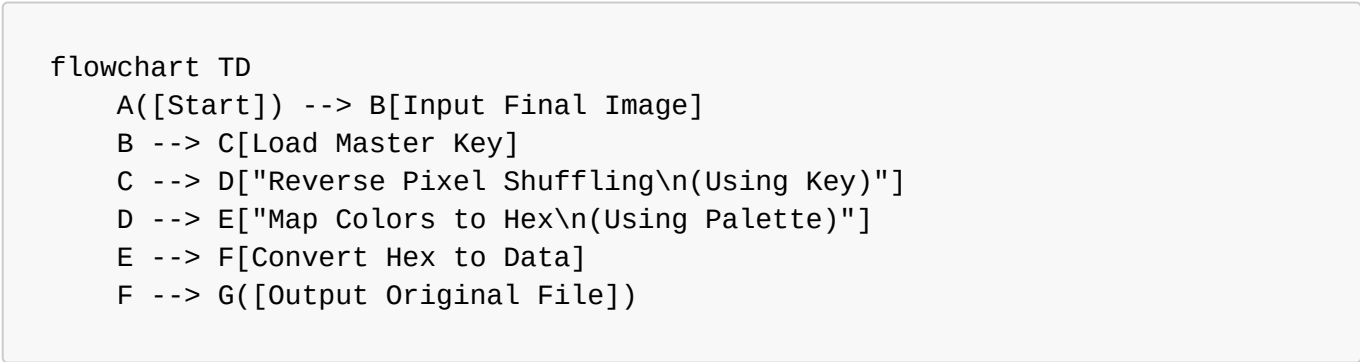 flowchart TD
    A([Start]) --> B[Input Final Image]
    B --> C[Load Master Key]
    C --> D["Reverse Pixel Shuffling\n(Using Key)"]
    D --> E["Map Colors to Hex\n(Using Palette)"]
    E --> F[Convert Hex to Data]
    F --> G([Output Original File])